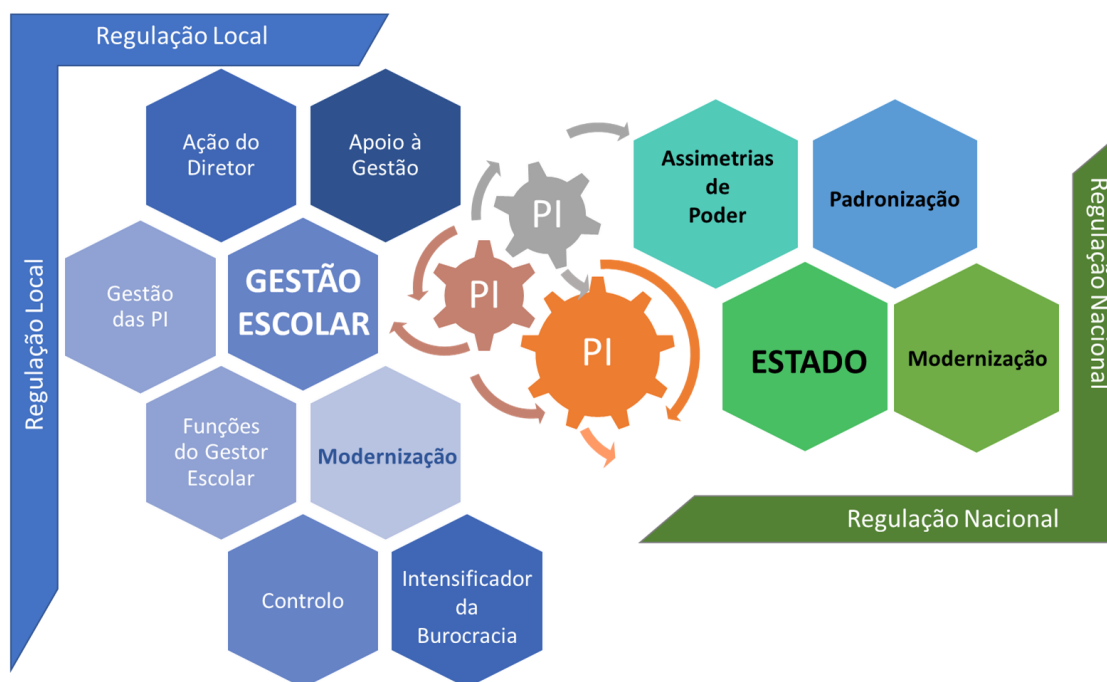 Regulação Local
Regulação Local
Ação do
Diretor
Apoio à
Gestão
Gestão
das PI
GESTÃO
ESCOLAR
Funções
do Gestor
Escolar
Modernização
Controlo
Intensificador
da
Burocracia
PI
PI
PI
Assimetrias
de
Poder
Padronização
ESTADO
Modernização
Regulação Nacional
Regulação Nacional